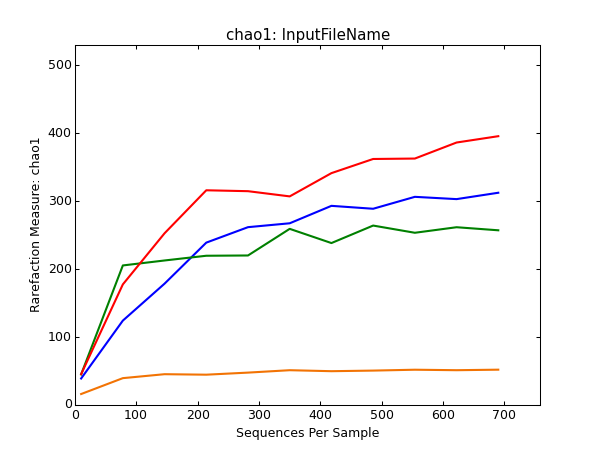 chao1: InputFileName
500
400
300
200
100
0
Rarefaction Measure: chao1
0 100 200 300 400 500 600 700
Sequences Per Sample